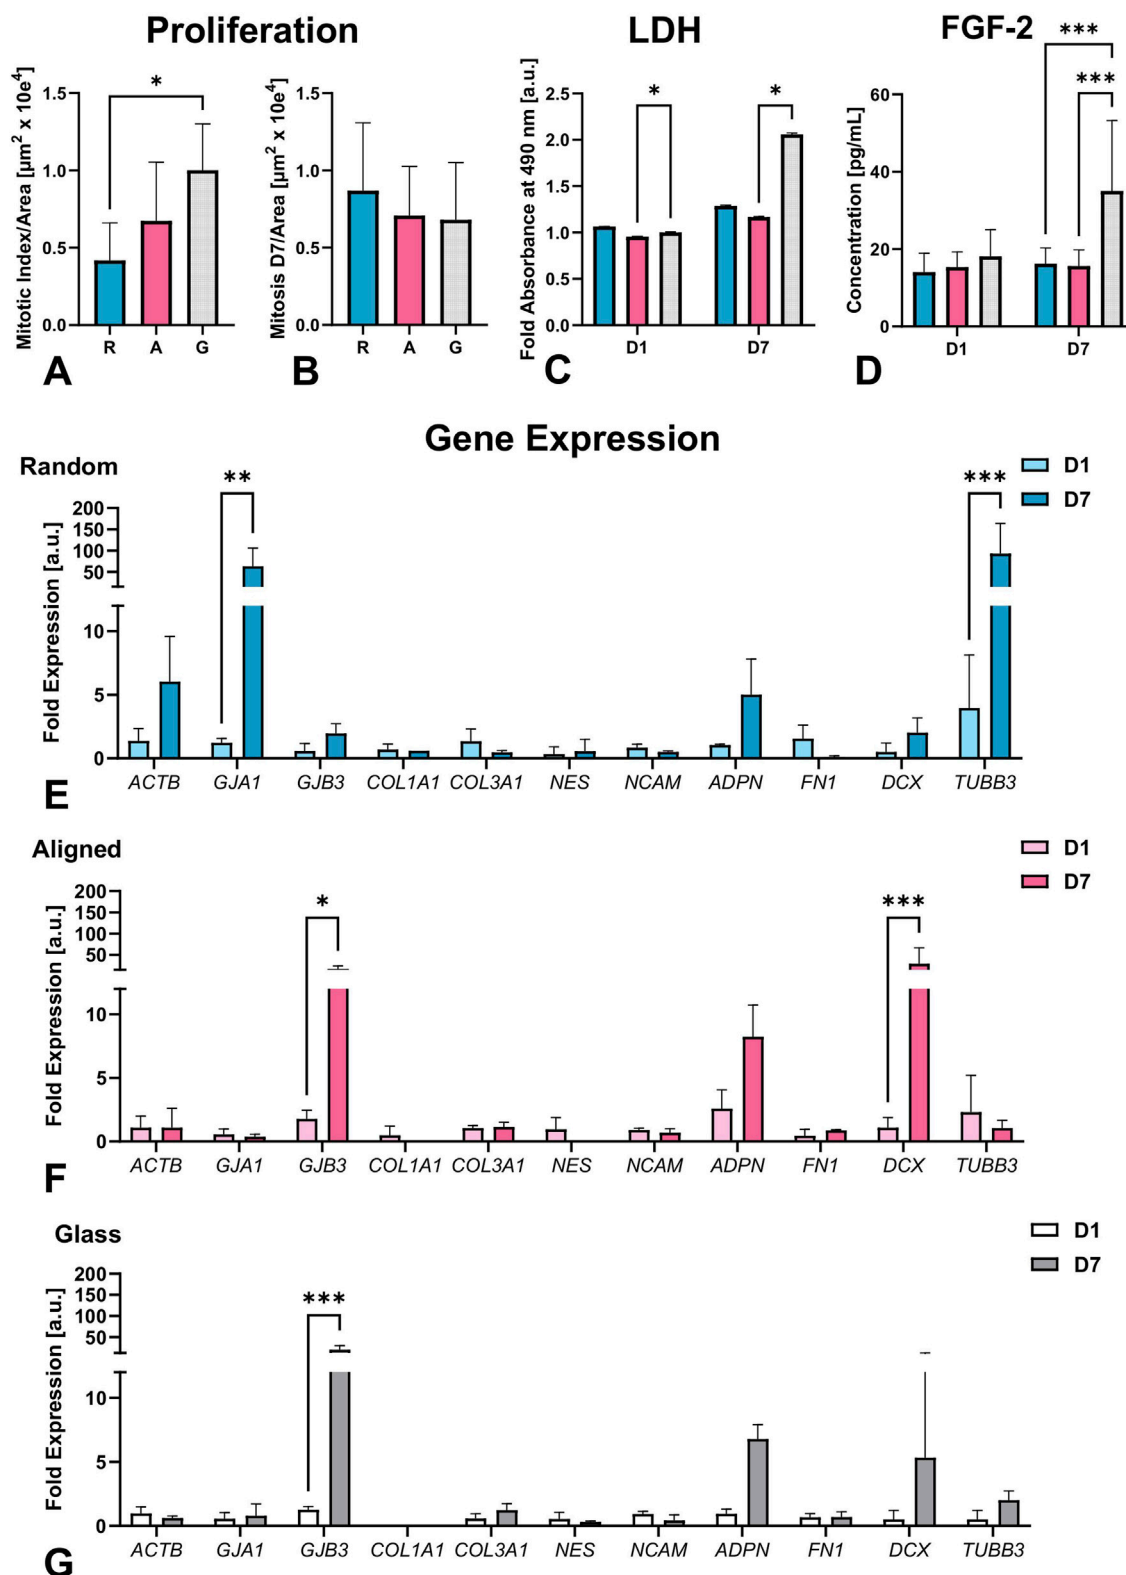 Proliferation
LDH
FGF-2
Mitotic Index/Area [µm² x 10e⁴]
1.5
1.0
0.5
0.0
*
R A G
A
Mitosis D7/Area [µm² x 10e⁴]
1.5
1.0
0.5
0.0
R A G
B
Fold Absorbance at 490 nm [a.u.]
2.5
2.0
1.5
1.0
0.5
0.0
* *
D1 D7
C
Concentration [pg/mL]
60
40
20
0
***
***
D1 D7
D
Gene Expression
Random
D1
D7
Fold Expression [a.u.]
200
150
100
50
10
5
0
** ***
ACTB GJA1 GJB3 COL1A1 COL3A1 NES NCAM ADPN FN1 DCX TUBB3
E
Aligned
D1
D7
Fold Expression [a.u.]
200
150
100
50
10
5
0
* ***
ACTB GJA1 GJB3 COL1A1 COL3A1 NES NCAM ADPN FN1 DCX TUBB3
F
Glass
D1
D7
Fold Expression [a.u.]
200
150
100
50
10
5
0
***
ACTB GJA1 GJB3 COL1A1 COL3A1 NES NCAM ADPN FN1 DCX TUBB3
G